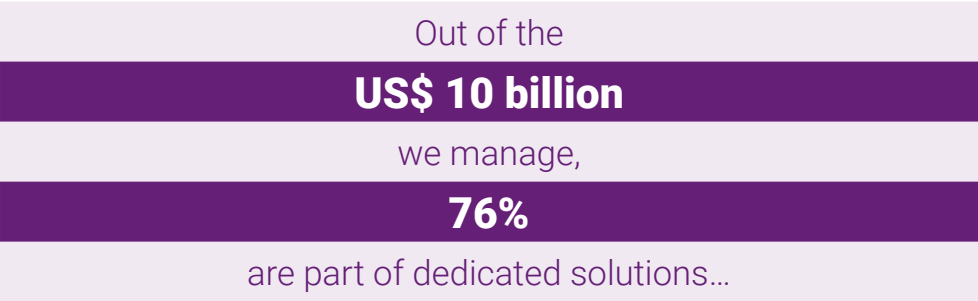 Out of the
US$ 10 billion
we manage,
76%
are part of dedicated solutions…